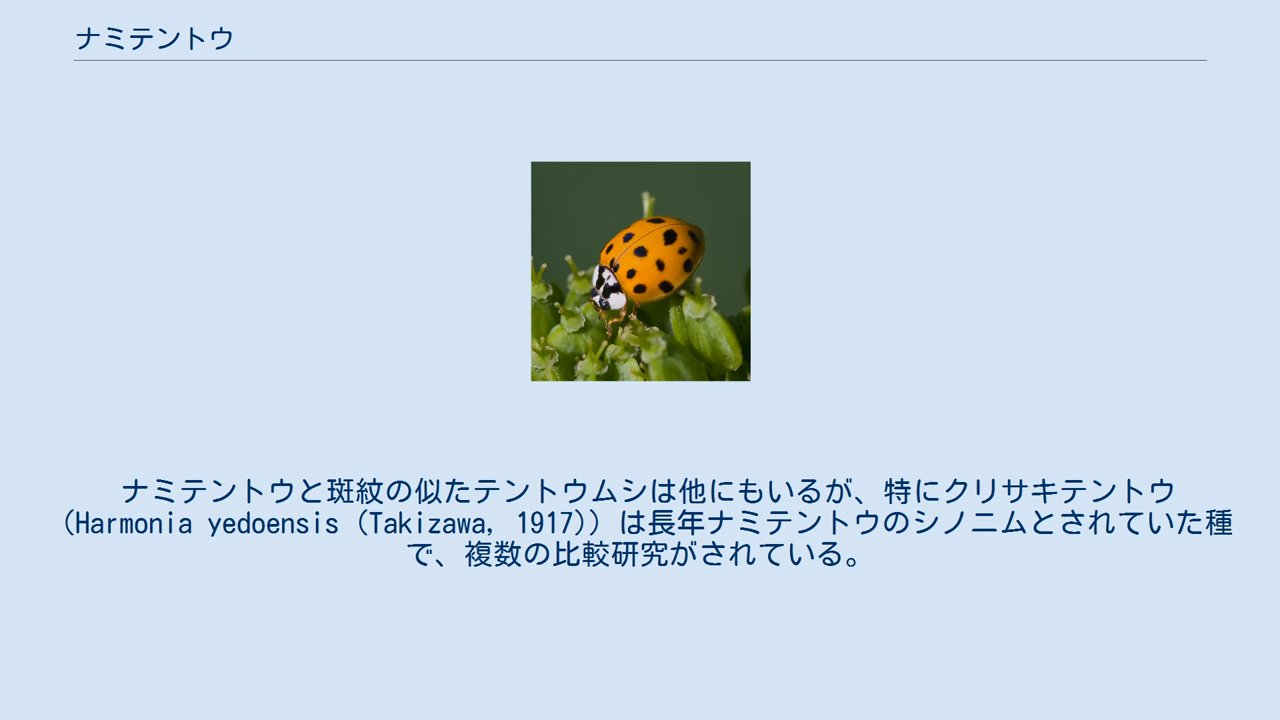 ナミテントウ
ナミテントウと斑紋の似たテントウムシは他にもいるが、特にクリサキテントウ
(Harmonia yedoensis (Takizawa, 1917)) は長年ナミテントウのシノニムとされていた種
で、複数の比較研究がされている。